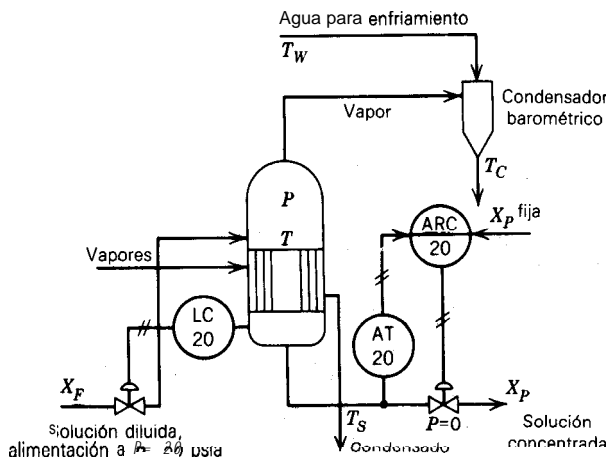 Agua para enfriamiento
T_W
Condensador
barométrico
Vapor
T_C
P
ARC
20
X_P fija
T
Vapores
LC
20
AT
20
X_F
X_P
T_S
P=0
Solución diluida,
alimentación a psia
Condensado
Solución
concentrada